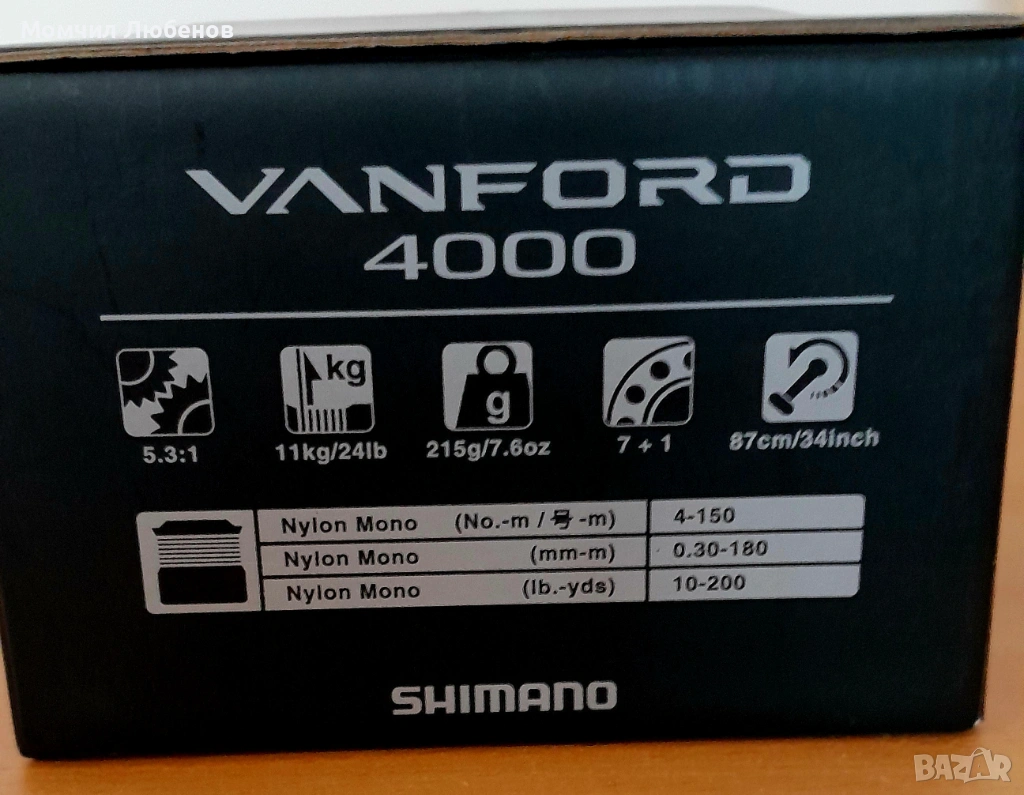 Момчил Любенов
VANFORD
4000
kg
g
5.3:1 11kg/24lb 215g/7.6oz 7 + 1 87cm/34inch
Nylon Mono (No.-m / 号 -m) 4-150
Nylon Mono (mm-m) 0.30-180
Nylon Mono (lb.-yds) 10-200
SHIMANO
BAZAR